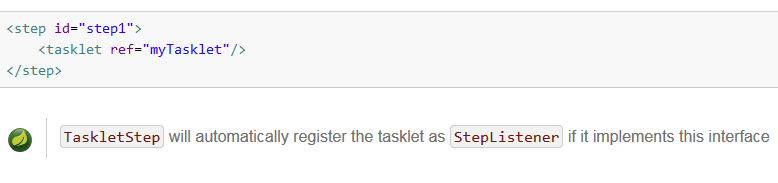 <step id="step1">
    <tasklet ref="myTasklet"/>
</step>
TaskletStep will automatically register the tasklet as StepListener if it implements this interface